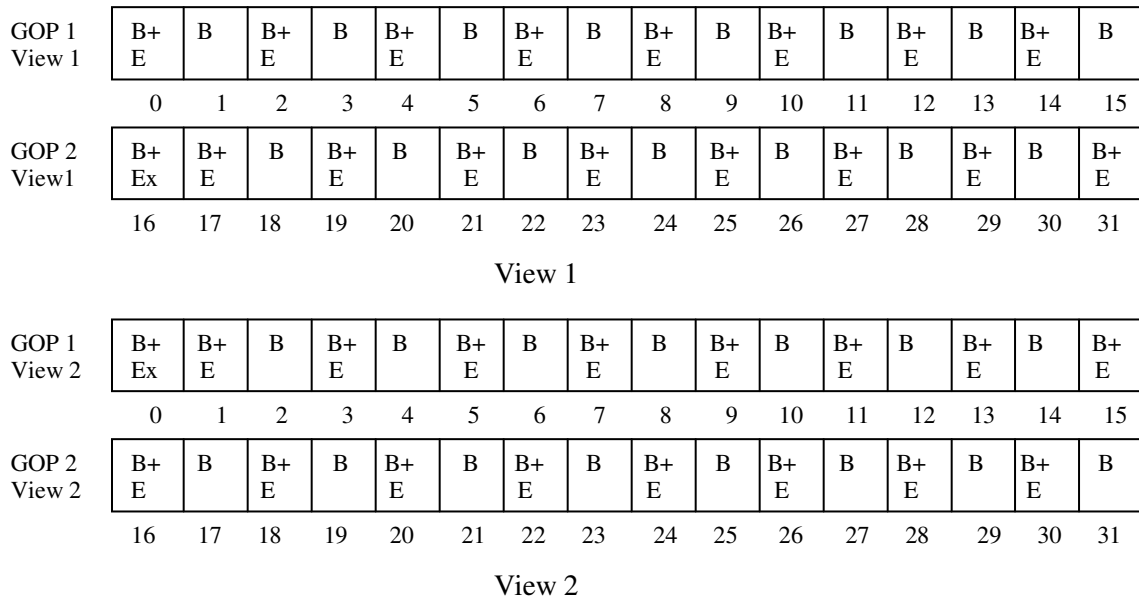 GOP 1 B+ B B+ B B+ B B+ B B+ B B+ B B+ B B+ B
View 1 E E E E E E E E
0 1 2 3 4 5 6 7 8 9 10 11 12 13 14 15
GOP 2 B+ B+ B B+ B B+ B B+ B B+ B B+ B B+ B B+
View1 Ex E E E E E E E E
16 17 18 19 20 21 22 23 24 25 26 27 28 29 30 31
View 1
GOP 1 B+ B+ B B+ B B+ B B+ B B+ B B+ B B+ B B+
View 2 Ex E E E E E E E E
0 1 2 3 4 5 6 7 8 9 10 11 12 13 14 15
GOP 2 B+ B B+ B B+ B B+ B B+ B B+ B B+ B B+ B
View 2 E E E E E E E E
16 17 18 19 20 21 22 23 24 25 26 27 28 29 30 31
View 2